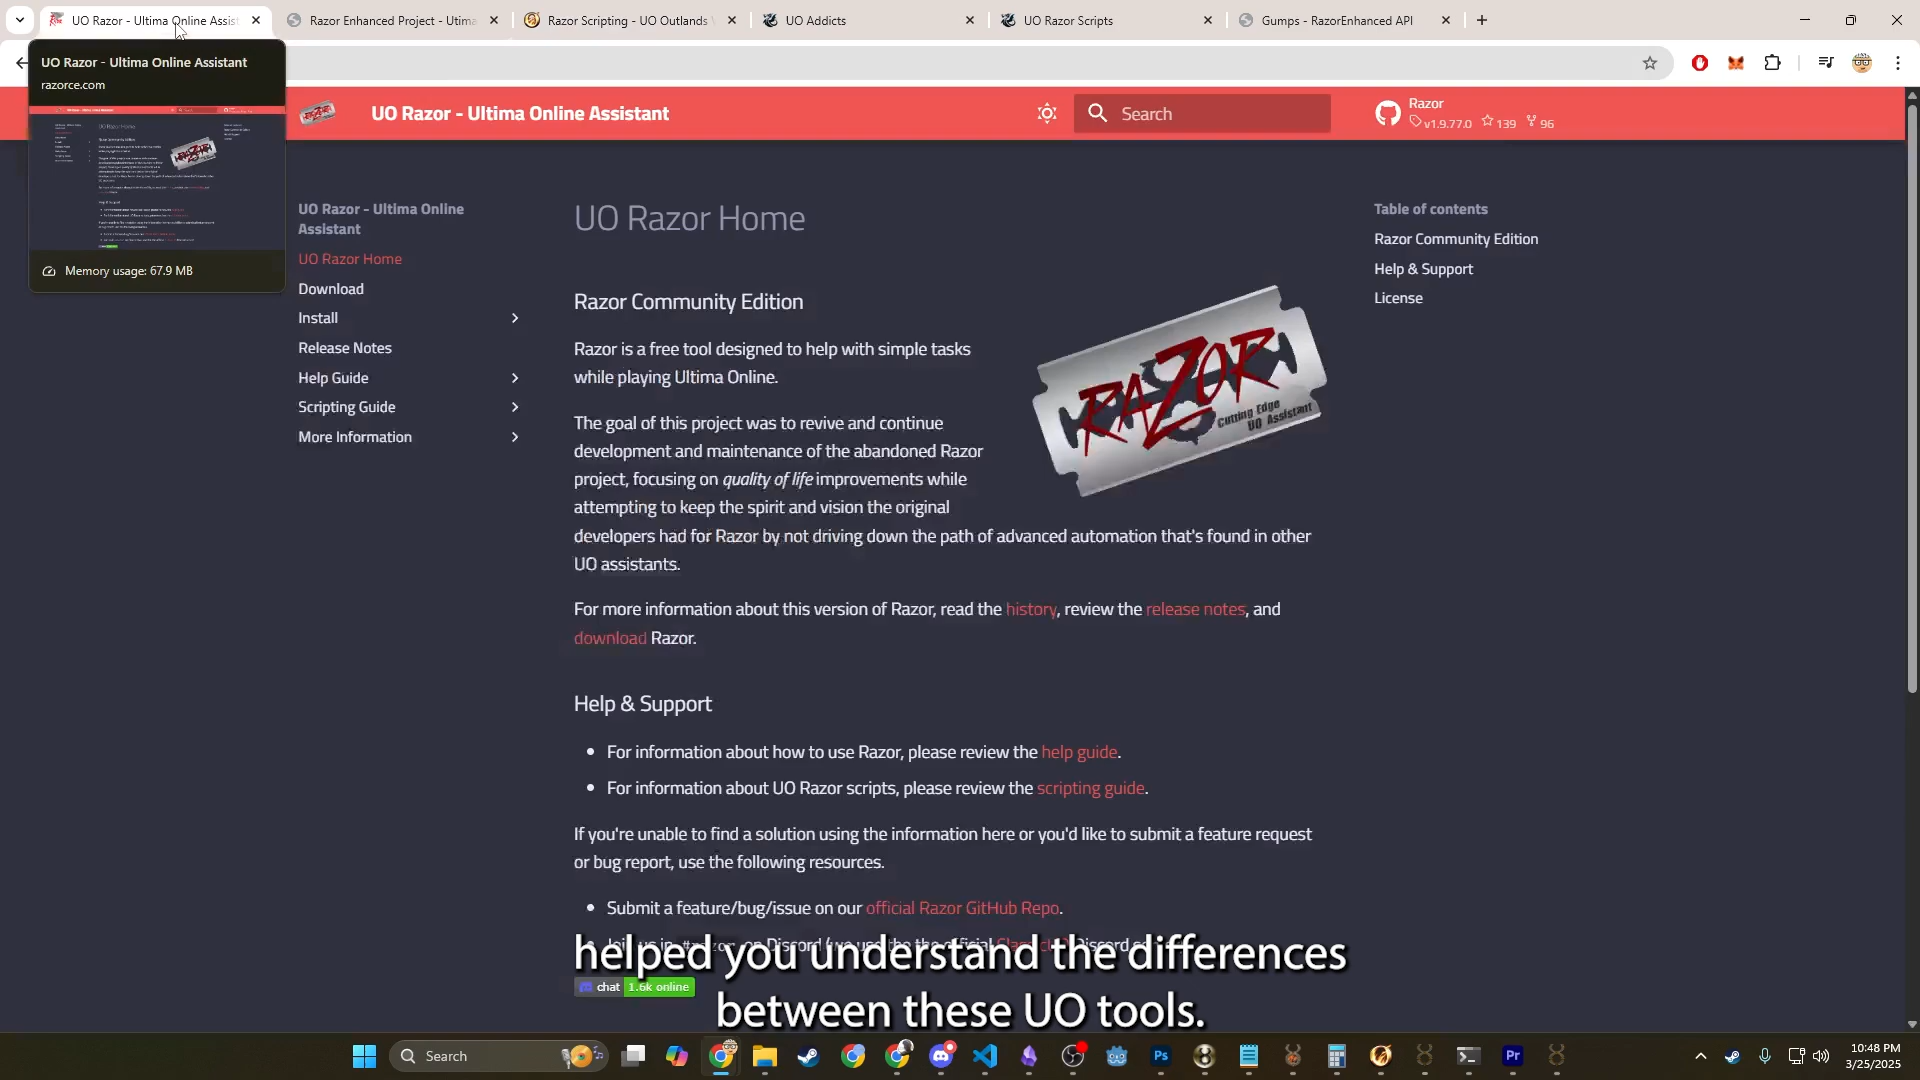 UO Razor - Ultima Online Assist
Razor Enhanced Project - Utima
Razor Scripting - UO Outlands
UO Addicts
UO Razor Scripts
Gumps - RazorEnhanced API
UO Razor - Ultima Online Assistant
razorce.com
Memory usage: 67.9 MB
UO Razor - Ultima Online Assistant
Search
Razor
v1.9.77.0 139 96
UO Razor - Ultima Online
Assistant
UO Razor Home
Download
Install
Release Notes
Help Guide
Scripting Guide
More Information
UO Razor Home
Razor Community Edition
Razor is a free tool designed to help with simple tasks
while playing Ultima Online.
The goal of this project was to revive and continue
development and maintenance of the abandoned Razor
project, focusing on quality of life improvements while
attempting to keep the spirit and vision the original
developers had for Razor by not driving down the path of advanced automation that's found in other
UO assistants.
RAZOR
Cutting Edge
UO Assistant
For more information about this version of Razor, read the history, review the release notes, and
download Razor.
Help & Support
• For information about how to use Razor, please review the help guide.
• For information about UO Razor scripts, please review the scripting guide.
If you're unable to find a solution using the information here or you'd like to submit a feature request
or bug report, use the following resources.
• Submit a feature/bug/issue on our official Razor GitHub Repo.
chat 1.6k online
Table of contents
Razor Community Edition
Help & Support
License
helped you understand the differences
between these UO tools.
Search
10:48 PM
3/25/2025